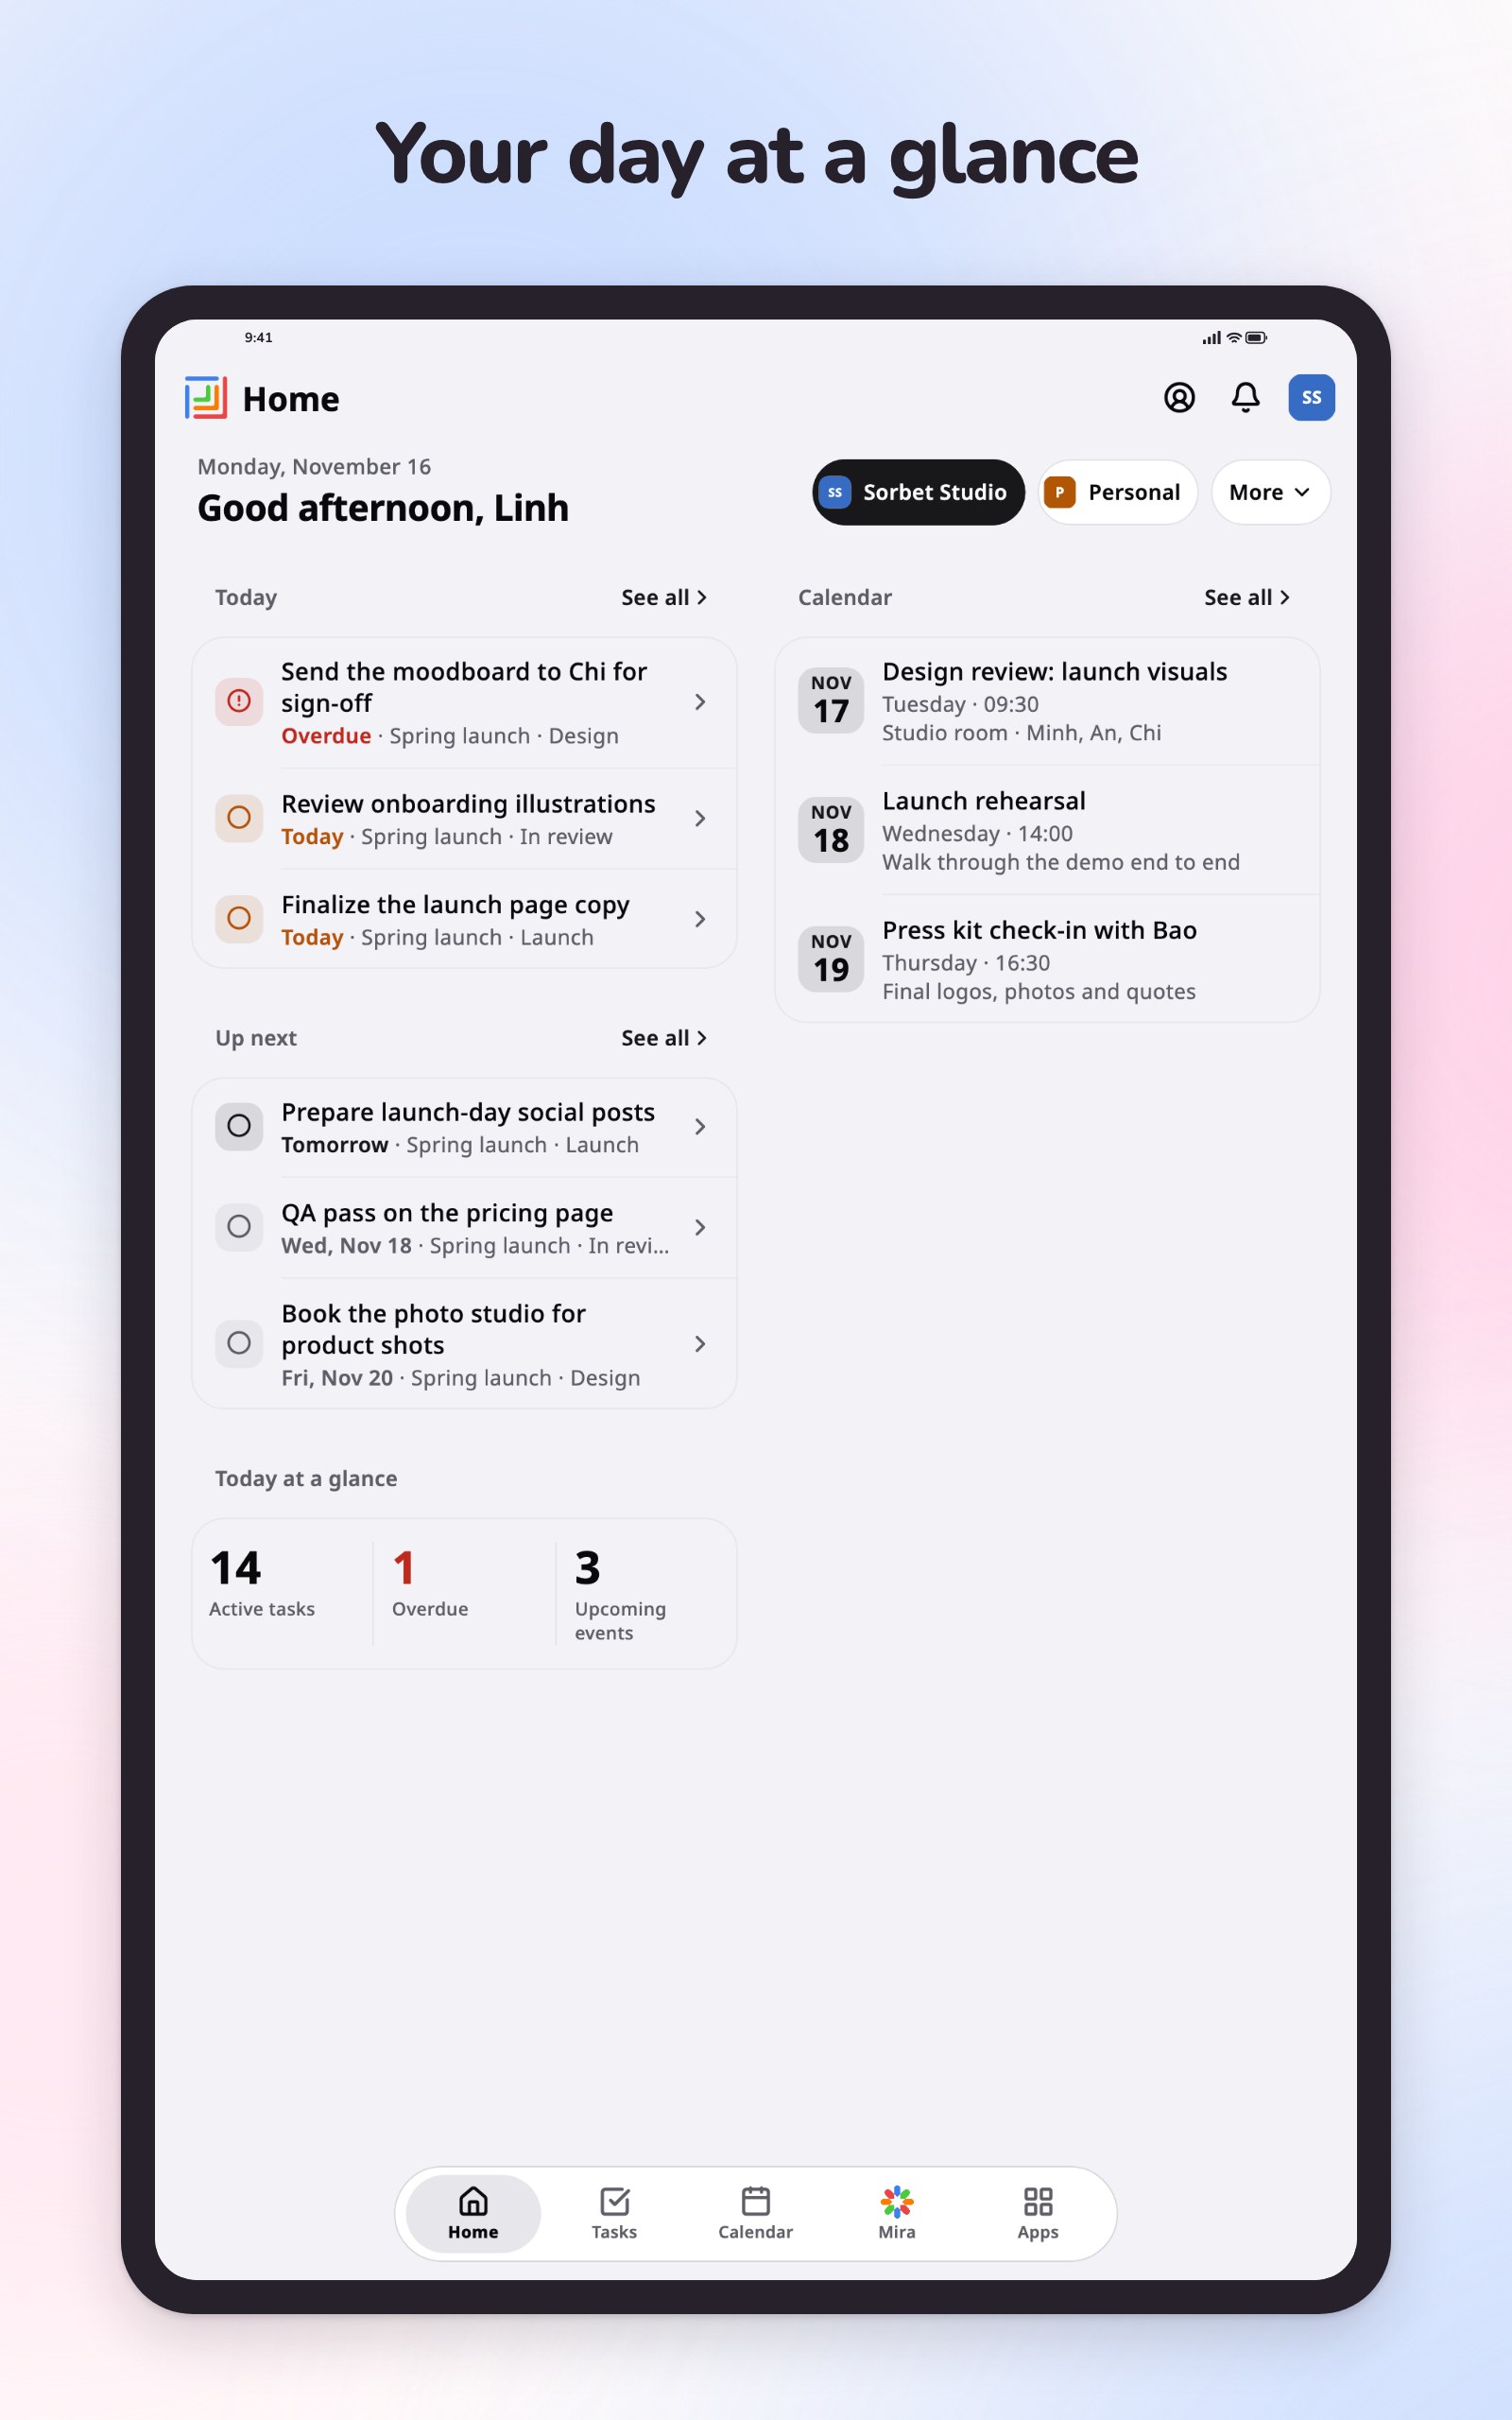 Your day at a glance
9:41
Home
SS
Monday, November 16
Good afternoon, Linh
SS Sorbet Studio
P Personal
More
Today
See all
Send the moodboard to Chi for
sign-off
Overdue · Spring launch · Design
Review onboarding illustrations
Today · Spring launch · In review
Finalize the launch page copy
Today · Spring launch · Launch
Up next
See all
Prepare launch-day social posts
Tomorrow · Spring launch · Launch
QA pass on the pricing page
Wed, Nov 18 · Spring launch · In revi...
Book the photo studio for
product shots
Fri, Nov 20 · Spring launch · Design
Today at a glance
14
Active tasks
1
Overdue
3
Upcoming
events
Calendar
See all
NOV
17
Design review: launch visuals
Tuesday · 09:30
Studio room · Minh, An, Chi
NOV
18
Launch rehearsal
Wednesday · 14:00
Walk through the demo end to end
NOV
19
Press kit check-in with Bao
Thursday · 16:30
Final logos, photos and quotes
Home
Tasks
Calendar
Mira
Apps